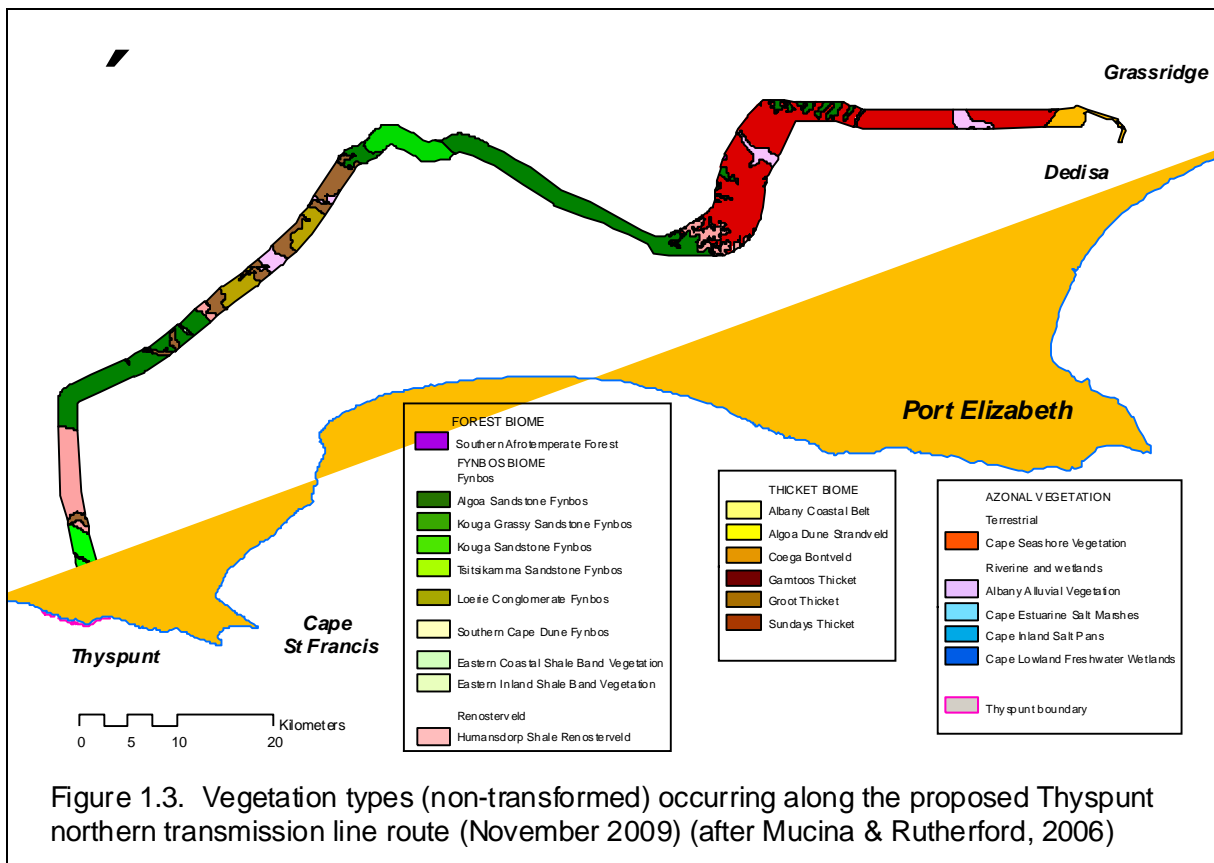 Grassridge
Dedisa
Port Elizabeth
Cape
St Francis
Thyspunt
Kilometers
0 5 10 20
FOREST BIOME
Southern Afrotemperate Forest
FYNBOS BIOME
Fynbos
Algoa Sandstone Fynbos
Kouga Grassy Sandstone Fynbos
Kouga Sandstone Fynbos
Tsitsikamma Sandstone Fynbos
Loerie Conglomerate Fynbos
Southern Cape Dune Fynbos
Eastern Coastal Shale Band Vegetation
Eastern Inland Shale Band Vegetation
Renosterveld
Humansdorp Shale Renosterveld
THICKET BIOME
Albany Coastal Belt
Algoa Dune Strandveld
Coega Bontveld
Gamtoos Thicket
Groot Thicket
Sundays Thicket
AZONAL VEGETATION
Terrestrial
Cape Seashore Vegetation
Riverine and wetlands
Albany Alluvial Vegetation
Cape Estuarine Salt Marshes
Cape Inland Salt Pans
Cape Lowland Freshwater Wetlands
Thyspunt boundary
Figure 1.3. Vegetation types (non-transformed) occurring along the proposed Thyspunt
northern transmission line route (November 2009) (after Mucina & Rutherford, 2006)